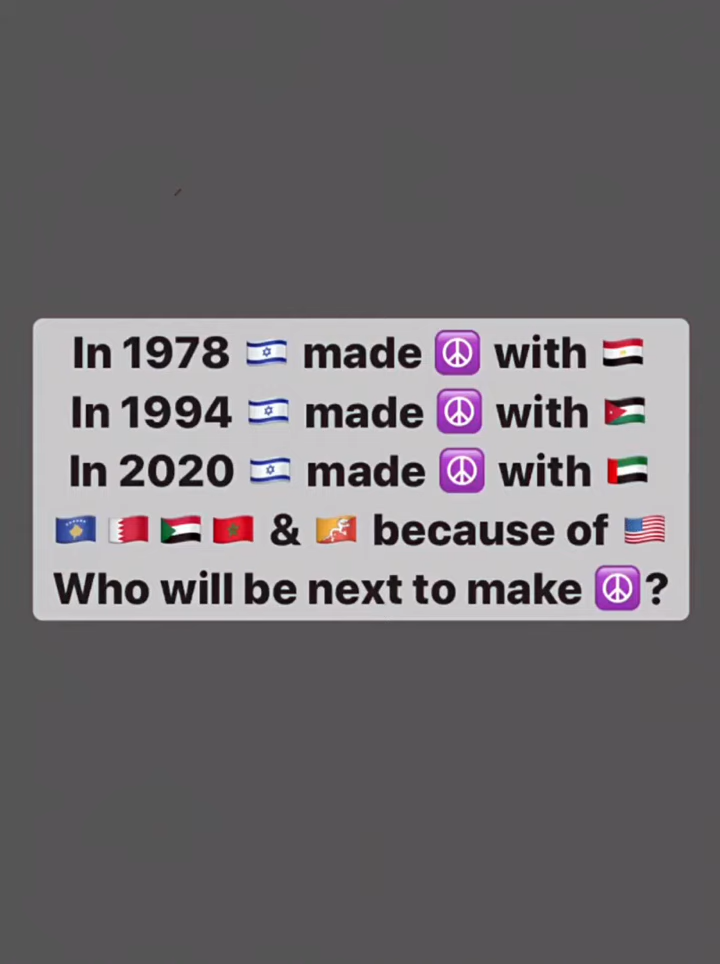 In 1978 🇮🇱 made ☮️ with 🇪🇬
In 1994 🇮🇱 made ☮️ with 🇯🇴
In 2020 🇮🇱 made ☮️ with 🇦🇪
🇽🇰 🇧🇭 🇸🇩 🇲🇦 & 🇧🇹 because of 🇺🇸
Who will be next to make ☮️?